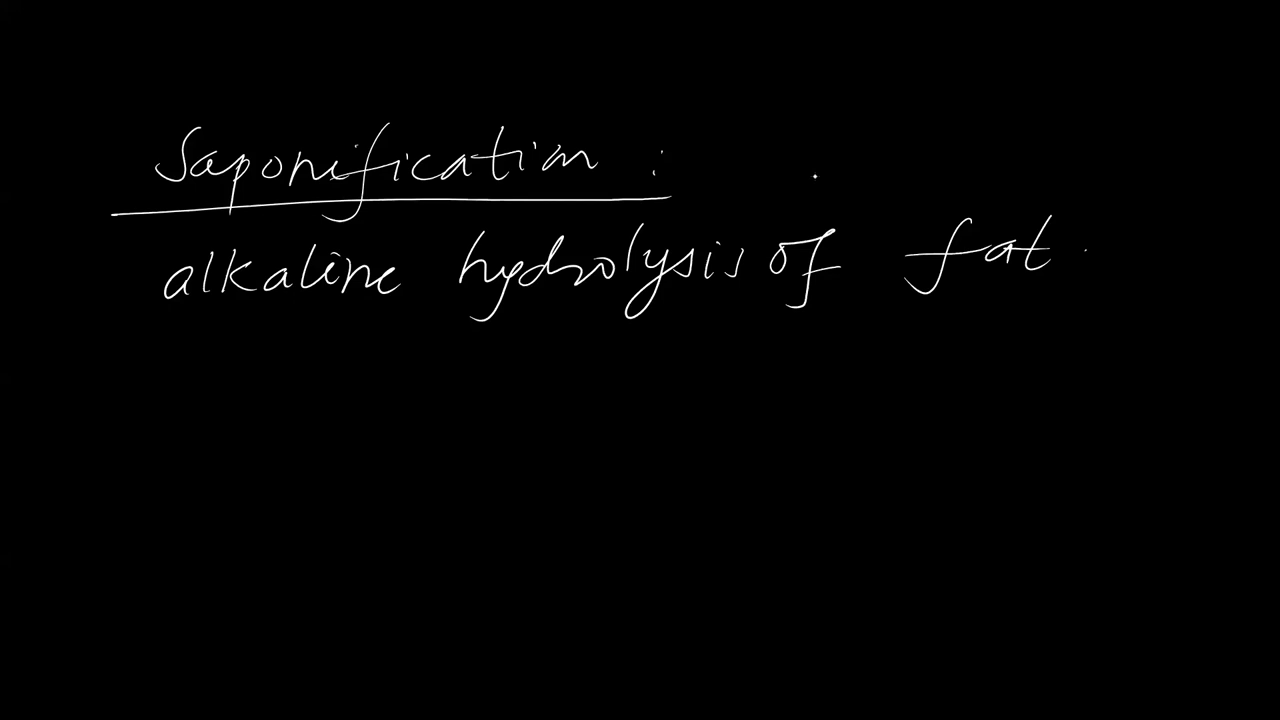 Saponification :
alkaline hydrolysis of fat.